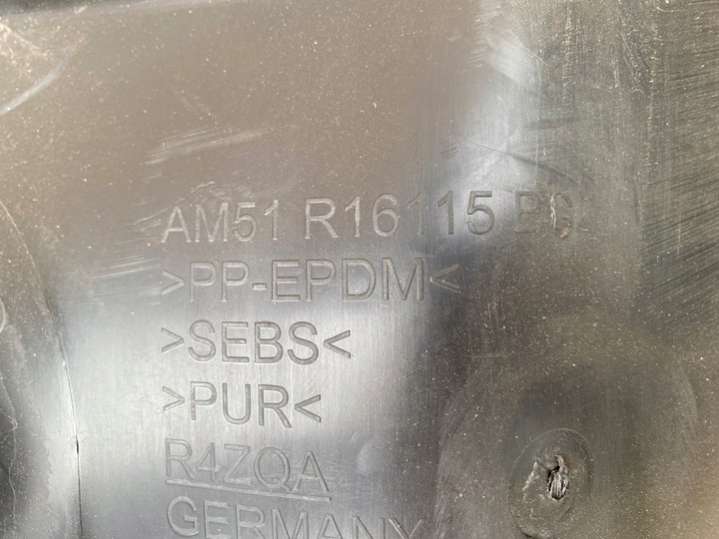 AM51 R16115
>PP-EPDM<
>SEBS<
>PUR<
R4ZQA
GERMANY